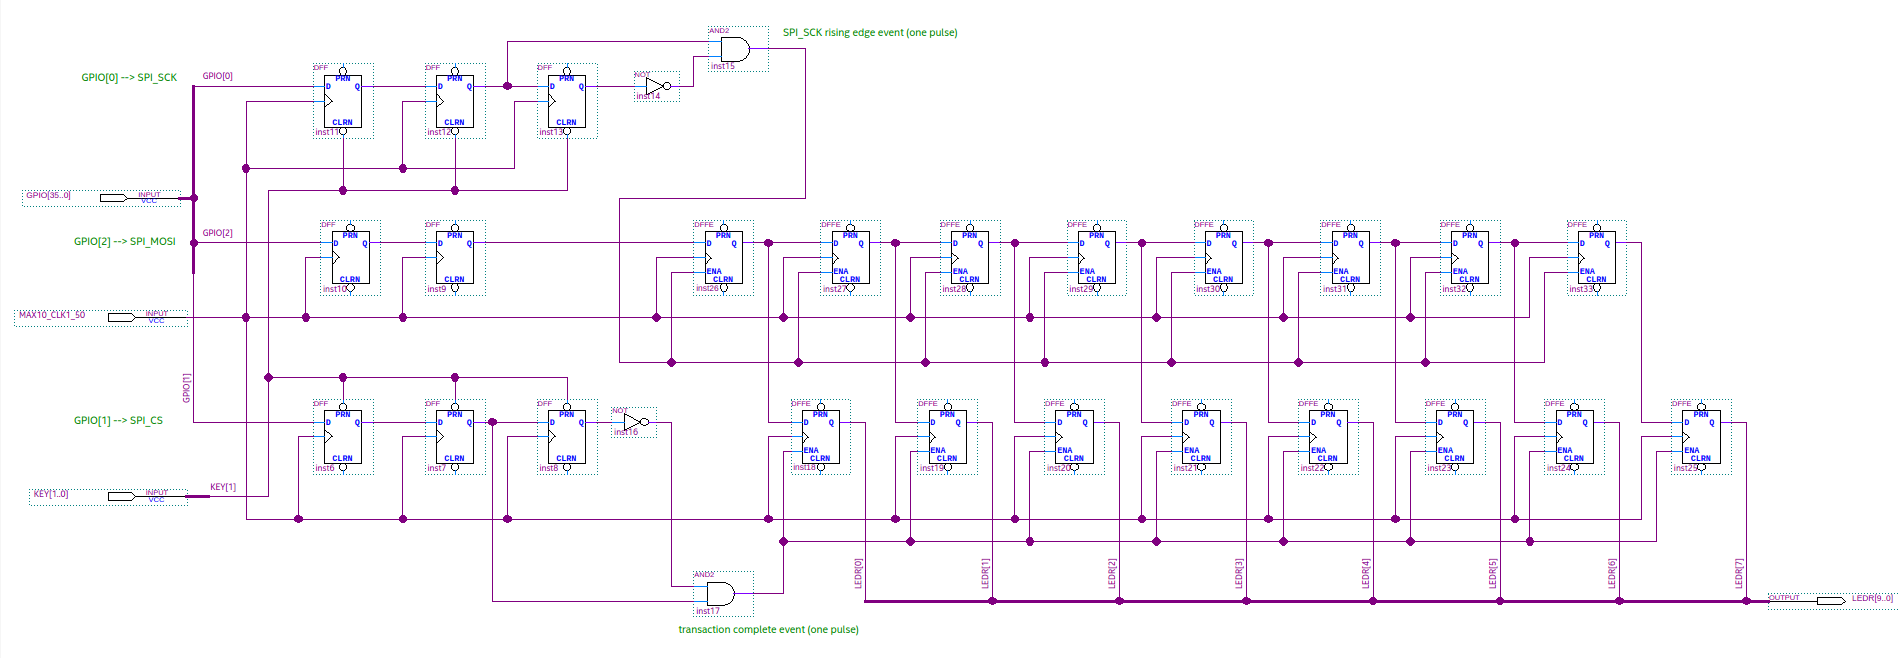 AND2
SPI_SCK rising edge event (one pulse)
inst15
GPIO[0] --> SPI_SCK
GPIO[0]
DFF
PRN
D Q
CLRN
inst11
DFF
PRN
D Q
CLRN
inst12
DFF
PRN
D Q
CLRN
inst13
NOT
inst14
GPIO[35..0]
INPUT
VCC
GPIO[2] --> SPI_MOSI
GPIO[2]
DFF
PRN
D Q
CLRN
inst10
DFF
PRN
D Q
CLRN
inst9
DFFE
PRN
D Q
ENA
CLRN
inst26
DFFE
PRN
D Q
ENA
CLRN
inst27
DFFE
PRN
D Q
ENA
CLRN
inst28
DFFE
PRN
D Q
ENA
CLRN
inst29
DFFE
PRN
D Q
ENA
CLRN
inst30
DFFE
PRN
D Q
ENA
CLRN
inst31
DFFE
PRN
D Q
ENA
CLRN
inst32
DFFE
PRN
D Q
ENA
CLRN
inst33
MAX10_CLK1_50
INPUT
VCC
GPIO[1]
GPIO[1] --> SPI_CS
DFF
PRN
D Q
CLRN
inst6
DFF
PRN
D Q
CLRN
inst7
DFF
PRN
D Q
CLRN
inst8
NOT
inst16
DFFE
PRN
D Q
ENA
CLRN
inst18
DFFE
PRN
D Q
ENA
CLRN
inst19
DFFE
PRN
D Q
ENA
CLRN
inst20
DFFE
PRN
D Q
ENA
CLRN
inst21
DFFE
PRN
D Q
ENA
CLRN
inst22
DFFE
PRN
D Q
ENA
CLRN
inst23
DFFE
PRN
D Q
ENA
CLRN
inst24
DFFE
PRN
D Q
ENA
CLRN
inst25
KEY[1..0]
INPUT
VCC
KEY[1]
AND2
inst17
transaction complete event (one pulse)
LEDR[0]
LEDR[1]
LEDR[2]
LEDR[3]
LEDR[4]
LEDR[5]
LEDR[6]
LEDR[7]
OUTPUT
LEDR[9..0]